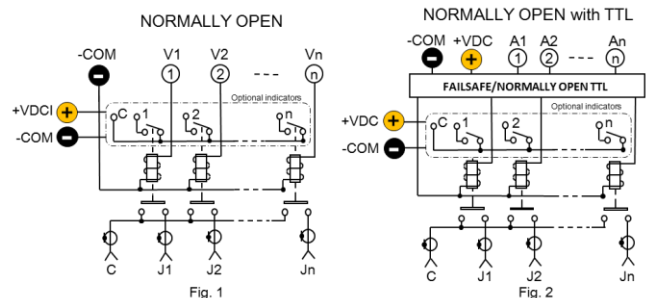 NORMALLY OPEN
-COM V1 V2 Vn
1 2 n
+VDCI
-COM
Optional indicators
C 1 2 n
C J1 J2 Jn
Fig. 1
NORMALLY OPEN with TTL
-COM +VDC A1 A2 An
1 2 n
FAILSAFE/NORMALLY OPEN TTL
Optional indicators
+VDC
-COM
C 1 2 n
C J1 J2 Jn
Fig. 2